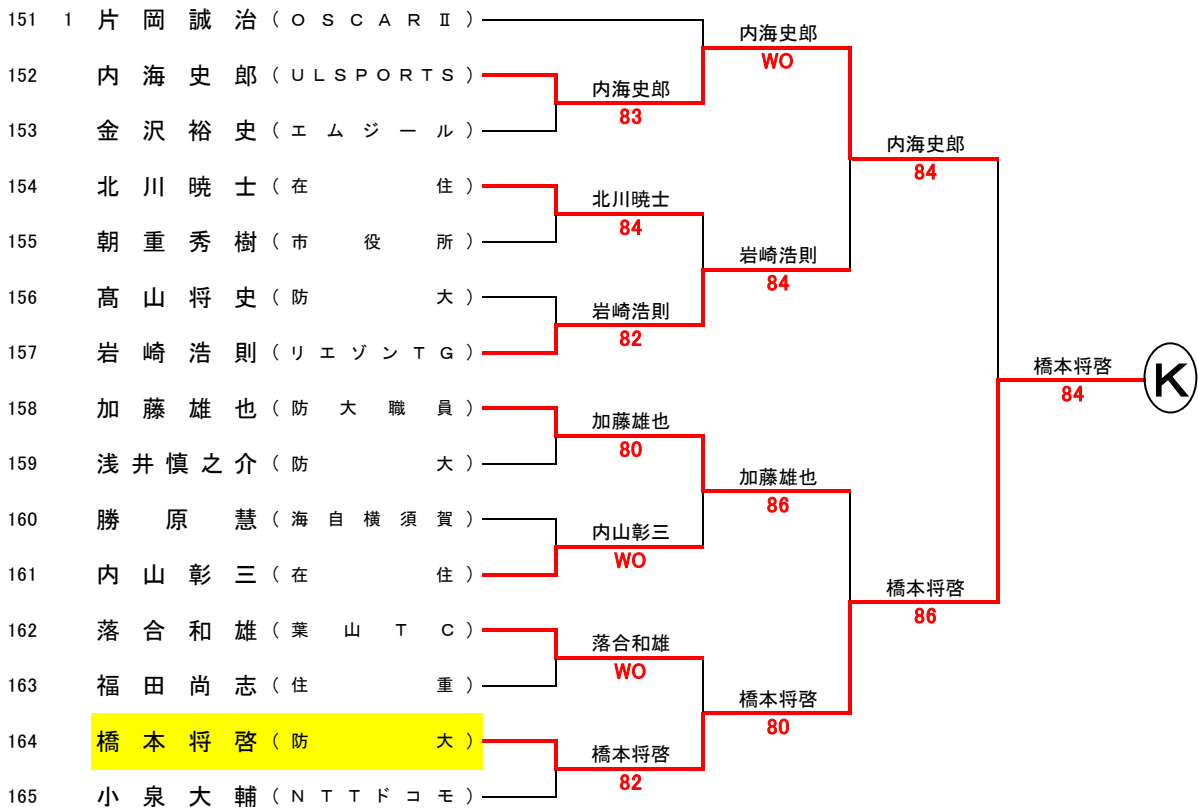 151 1 片岡誠治(OSCARⅡ)
内海史郎
WO
152 内海史郎(ULSPORTS)
内海史郎
83
153 金沢裕史(エムジール)
内海史郎
84
154 北川暁士(在住)
北川暁士
84
155 朝重秀樹(市役所)
岩崎浩則
84
156 髙山将史(防大)
岩崎浩則
82
157 岩崎浩則(リエゾンTG)
橋本将啓
84
K
158 加藤雄也(防大職員)
加藤雄也
80
159 浅井慎之介(防大)
加藤雄也
86
160 勝原慧(海自横須賀)
内山彰三
WO
161 内山彰三(在住)
橋本将啓
86
162 落合和雄(葉山TC)
落合和雄
WO
163 福田尚志(住重)
橋本将啓
80
164 橋本将啓(防大)
橋本将啓
82
165 小泉大輔(NTTドコモ)